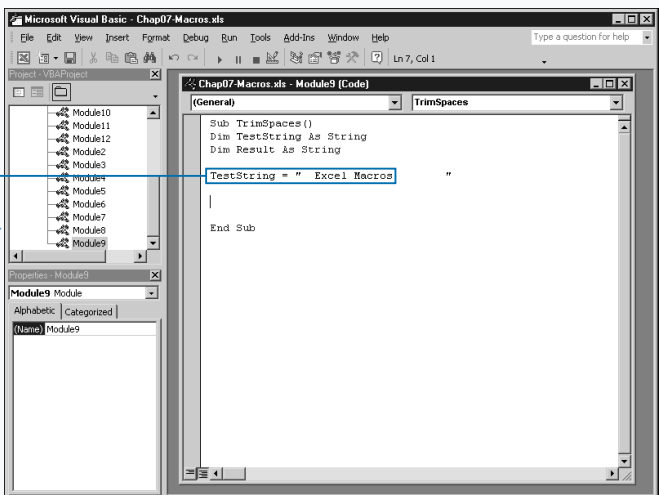 Microsoft Visual Basic - Chap07-Macros.xls
File Edit View Insert Format Debug Run Tools Add-Ins Window Help
Type a question for help
Ln 7, Col 1
Project - VBAProject
Module10
Module11
Module12
Module2
Module3
Module4
Module5
Module6
Module7
Module8
Module9
Properties - Module9
Module9 Module
Alphabetic Categorized
(Name) Module9
Chap07-Macros.xls - Module9 (Code)
(General) TrimSpaces
Sub TrimSpaces()
Dim TestString As String
Dim Result As String
TestString = "  Excel Macros       "
End Sub